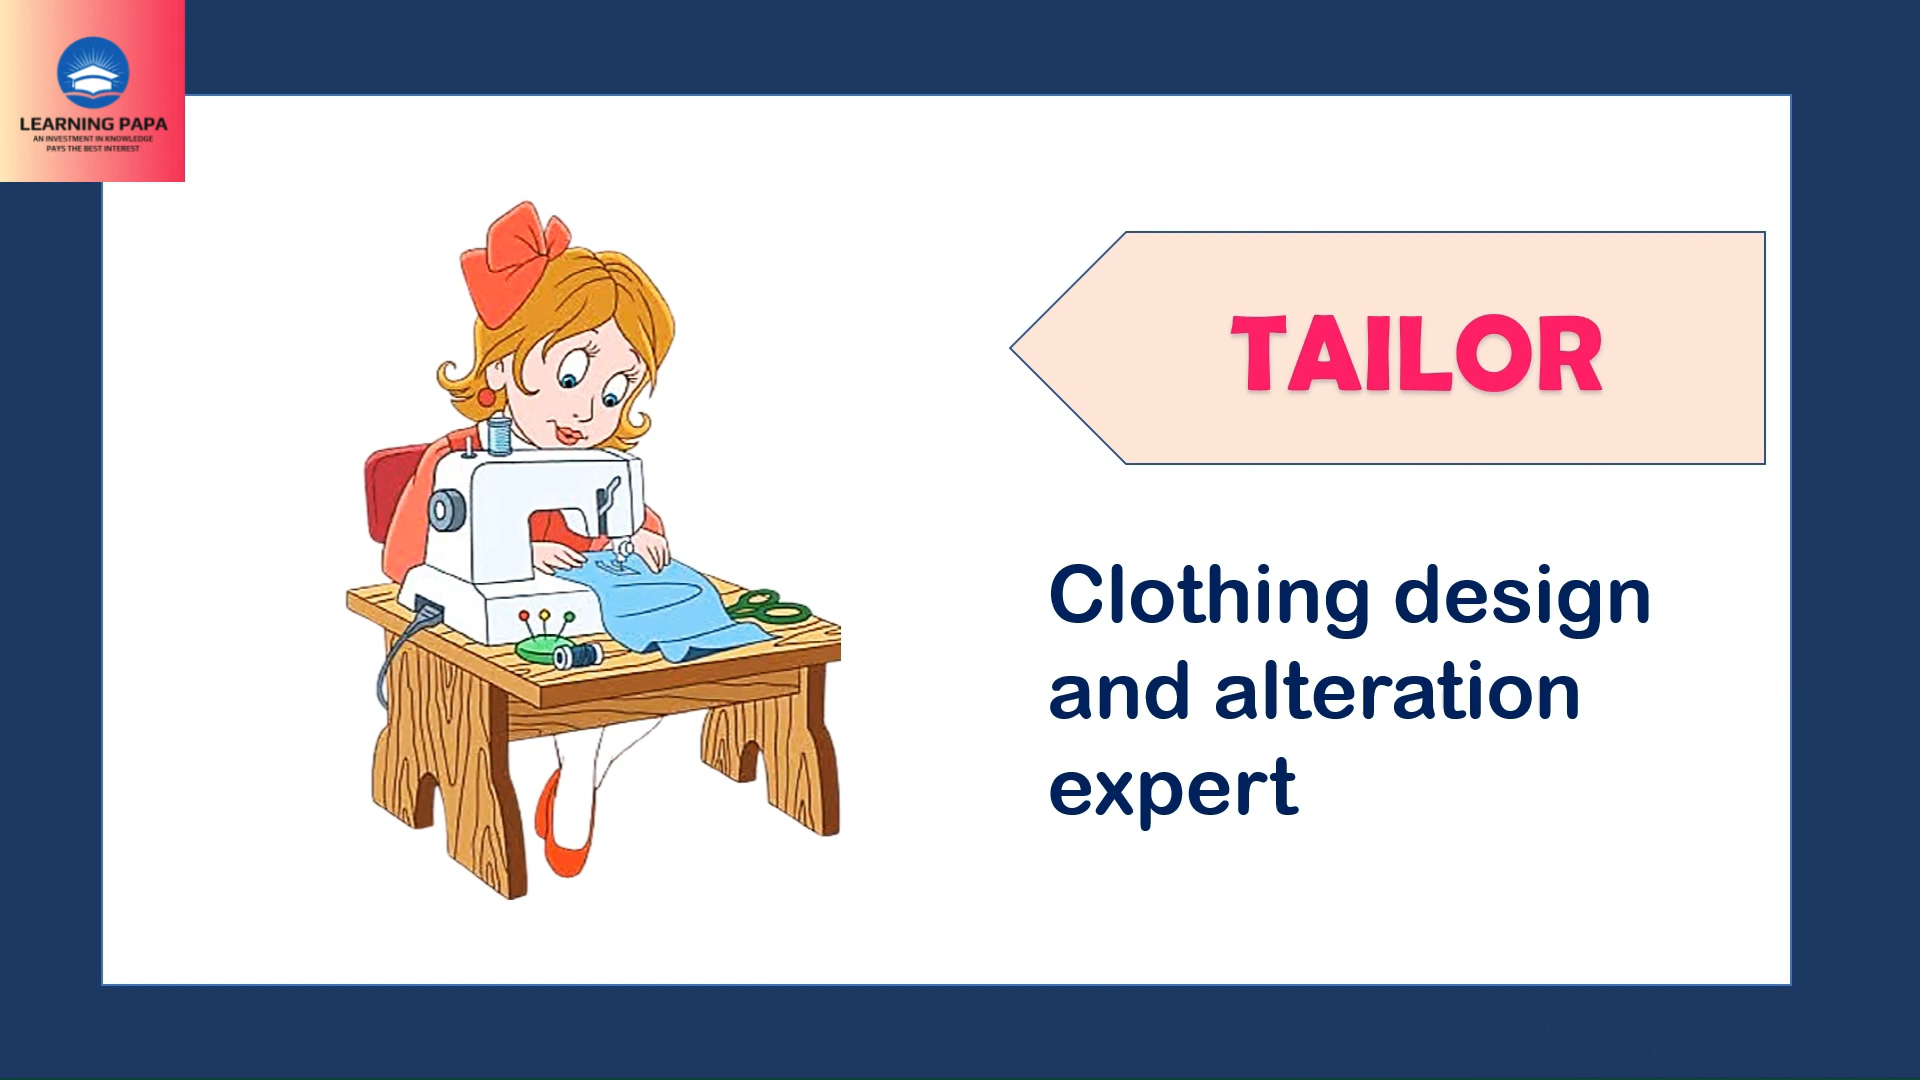 LEARNING PAPA
AN INVESTMENT IN KNOWLEDGE
PAYS THE BEST INTEREST
TAILOR
Clothing design
and alteration
expert